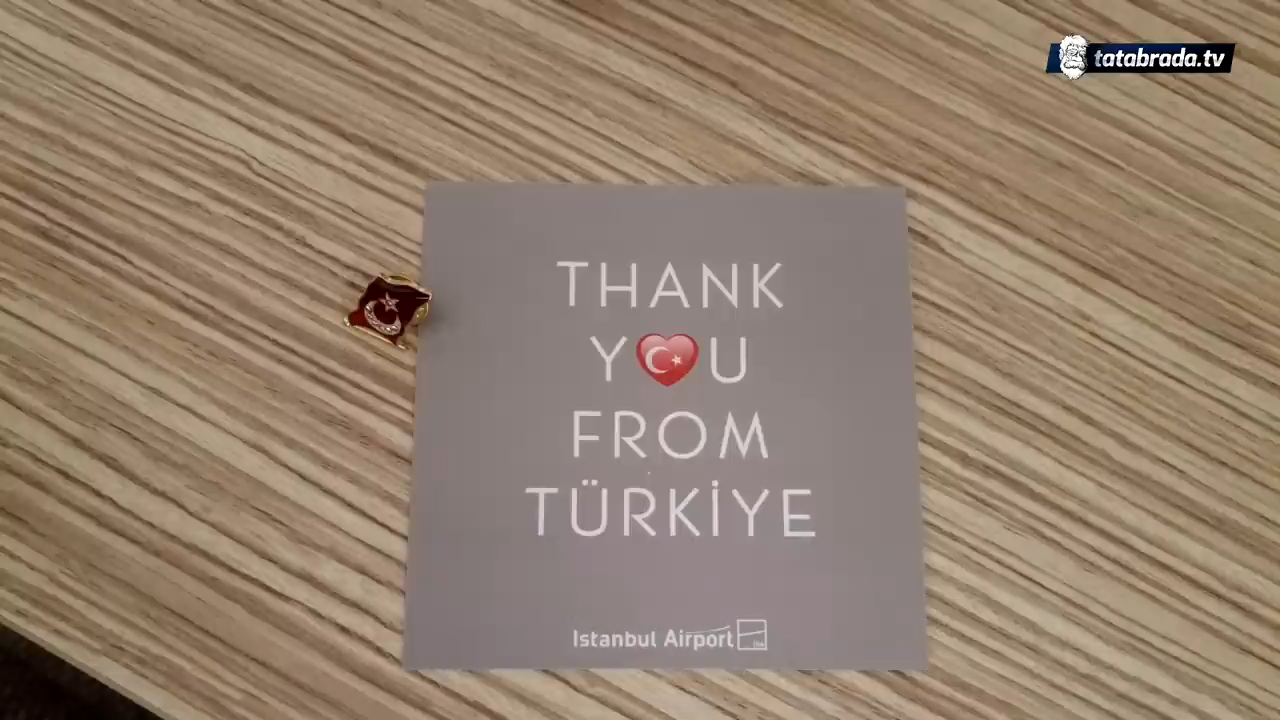 tatabrada.tv
THANK
Y❤U
FROM
TÜRKİYE
Istanbul Airport